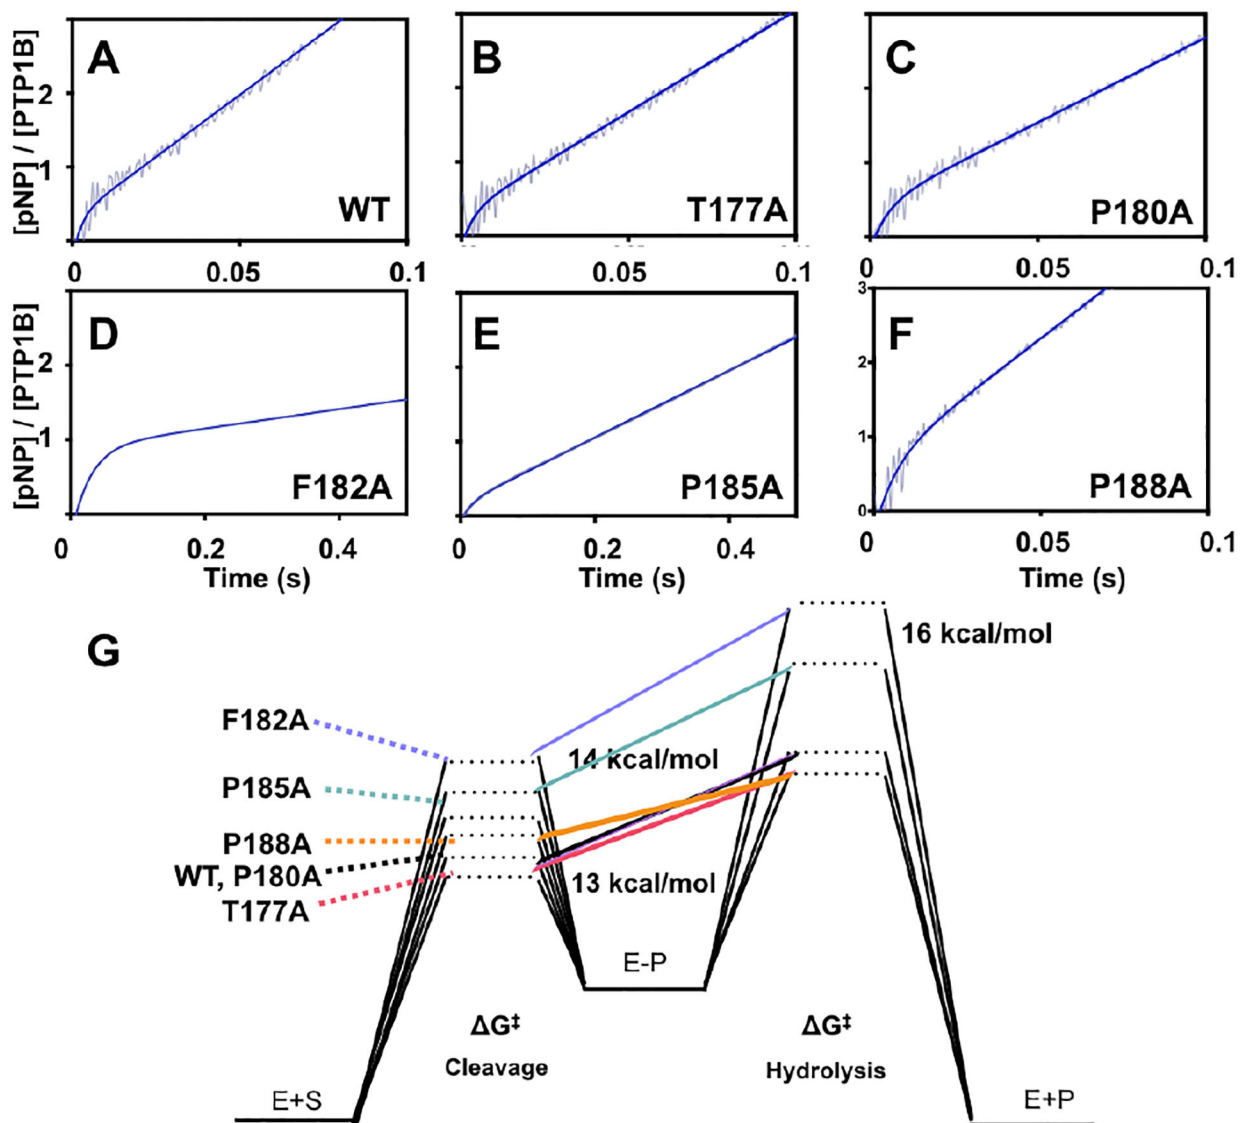 A
B
C
[pNP] / [PTP1B]
2
1
WT
T177A
P180A
0
0.05
0.1
0
0.05
0.1
0
0.05
0.1
D
E
F
[pNP] / [PTP1B]
2
1
3
2
1
0
F182A
P185A
P188A
0
0.2
0.4
0
0.2
0.4
0
0.05
0.1
Time (s)
Time (s)
Time (s)
G
16 kcal/mol
F182A
14 kcal/mol
P185A
P188A
WT, P180A
13 kcal/mol
T177A
E-P
ΔG‡
Cleavage
ΔG‡
Hydrolysis
E+S
E+P